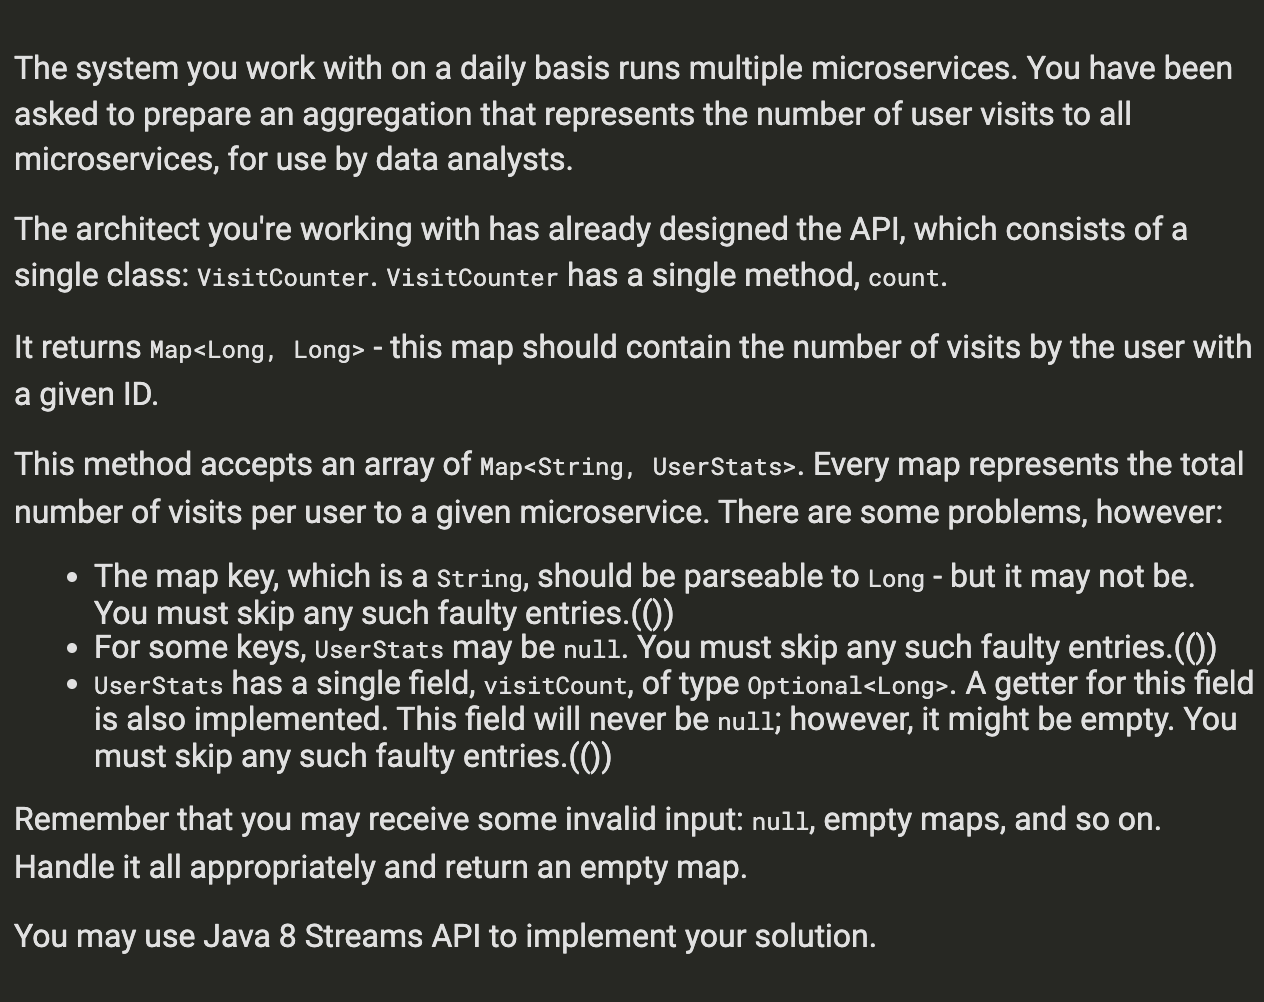 The system you work with on a daily basis runs multiple microservices. You have been
asked to prepare an aggregation that represents the number of user visits to all
microservices, for use by data analysts.
The architect you're working with has already designed the API, which consists of a
single class: VisitCounter. VisitCounter has a single method, count.
It returns Map<Long, Long> - this map should contain the number of visits by the user with
a given ID.
This method accepts an array of Map<String, UserStats>. Every map represents the total
number of visits per user to a given microservice. There are some problems, however:
• The map key, which is a String, should be parseable to Long - but it may not be.
You must skip any such faulty entries.(())
• For some keys, UserStats may be null. You must skip any such faulty entries.(())
• UserStats has a single field, visitCount, of type Optional<Long>. A getter for this field
is also implemented. This field will never be null; however, it might be empty. You
must skip any such faulty entries.(())
Remember that you may receive some invalid input: null, empty maps, and so on.
Handle it all appropriately and return an empty map.
You may use Java 8 Streams API to implement your solution.